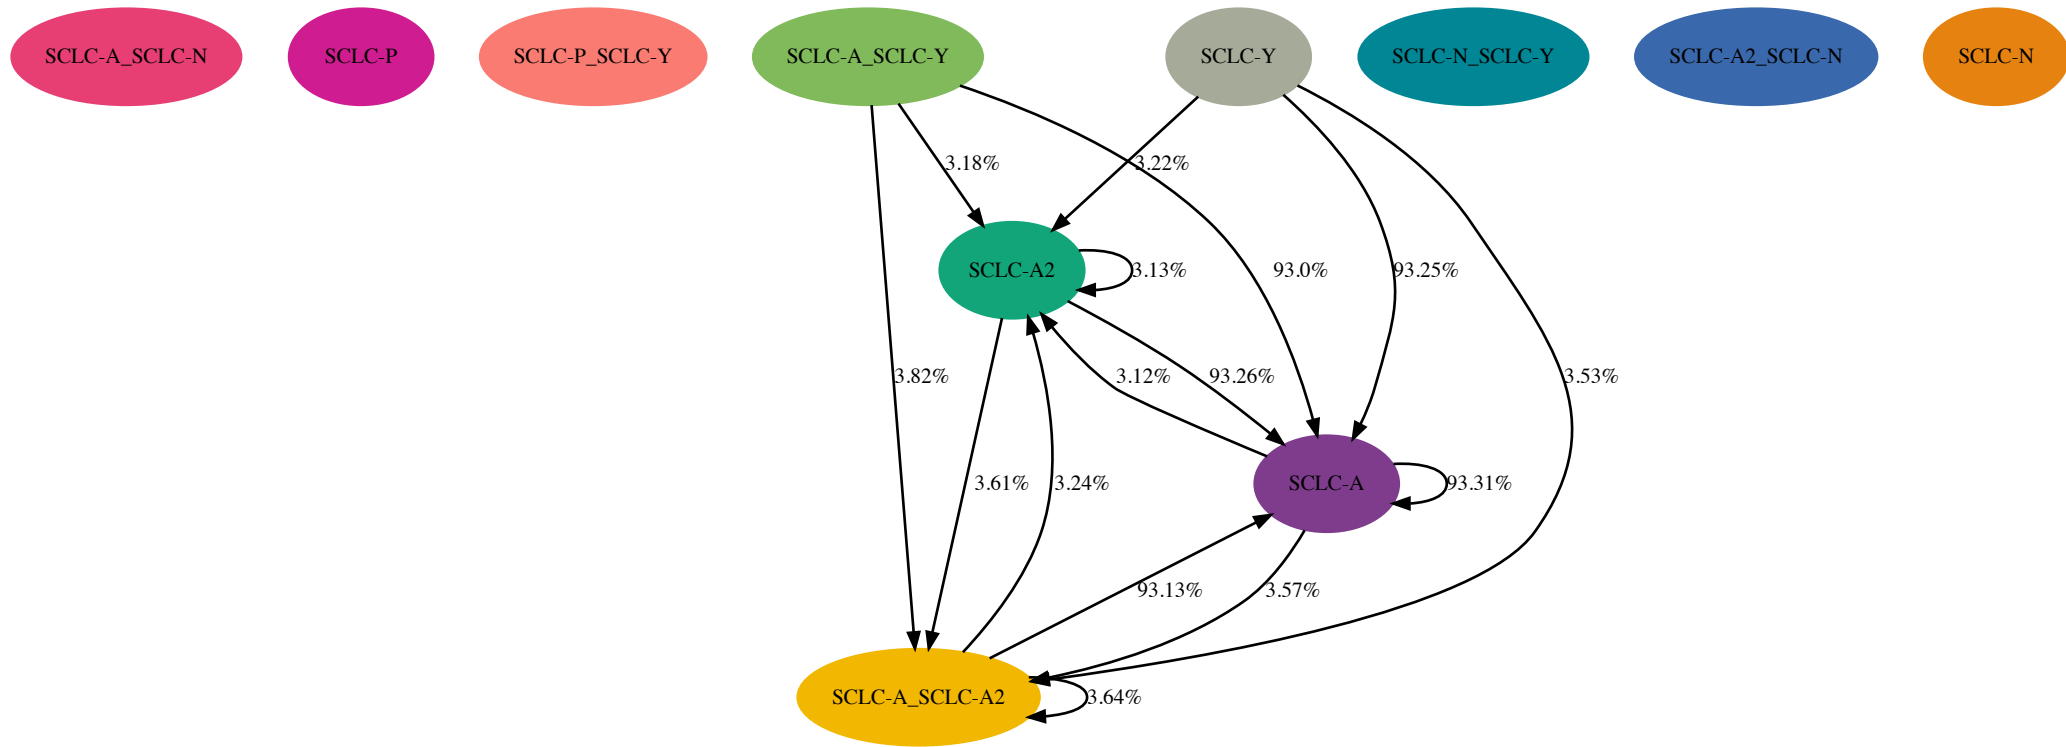 SCLC-A_SCLC-N
SCLC-P
SCLC-P_SCLC-Y
SCLC-A_SCLC-Y
SCLC-Y
SCLC-N_SCLC-Y
SCLC-A2_SCLC-N
SCLC-N
3.18%
3.22%
SCLC-A2
3.13%
93.0%
93.25%
3.82%
3.12%
93.26%
3.53%
3.61%
3.24%
SCLC-A
93.31%
93.13%
3.57%
SCLC-A_SCLC-A2
3.64%